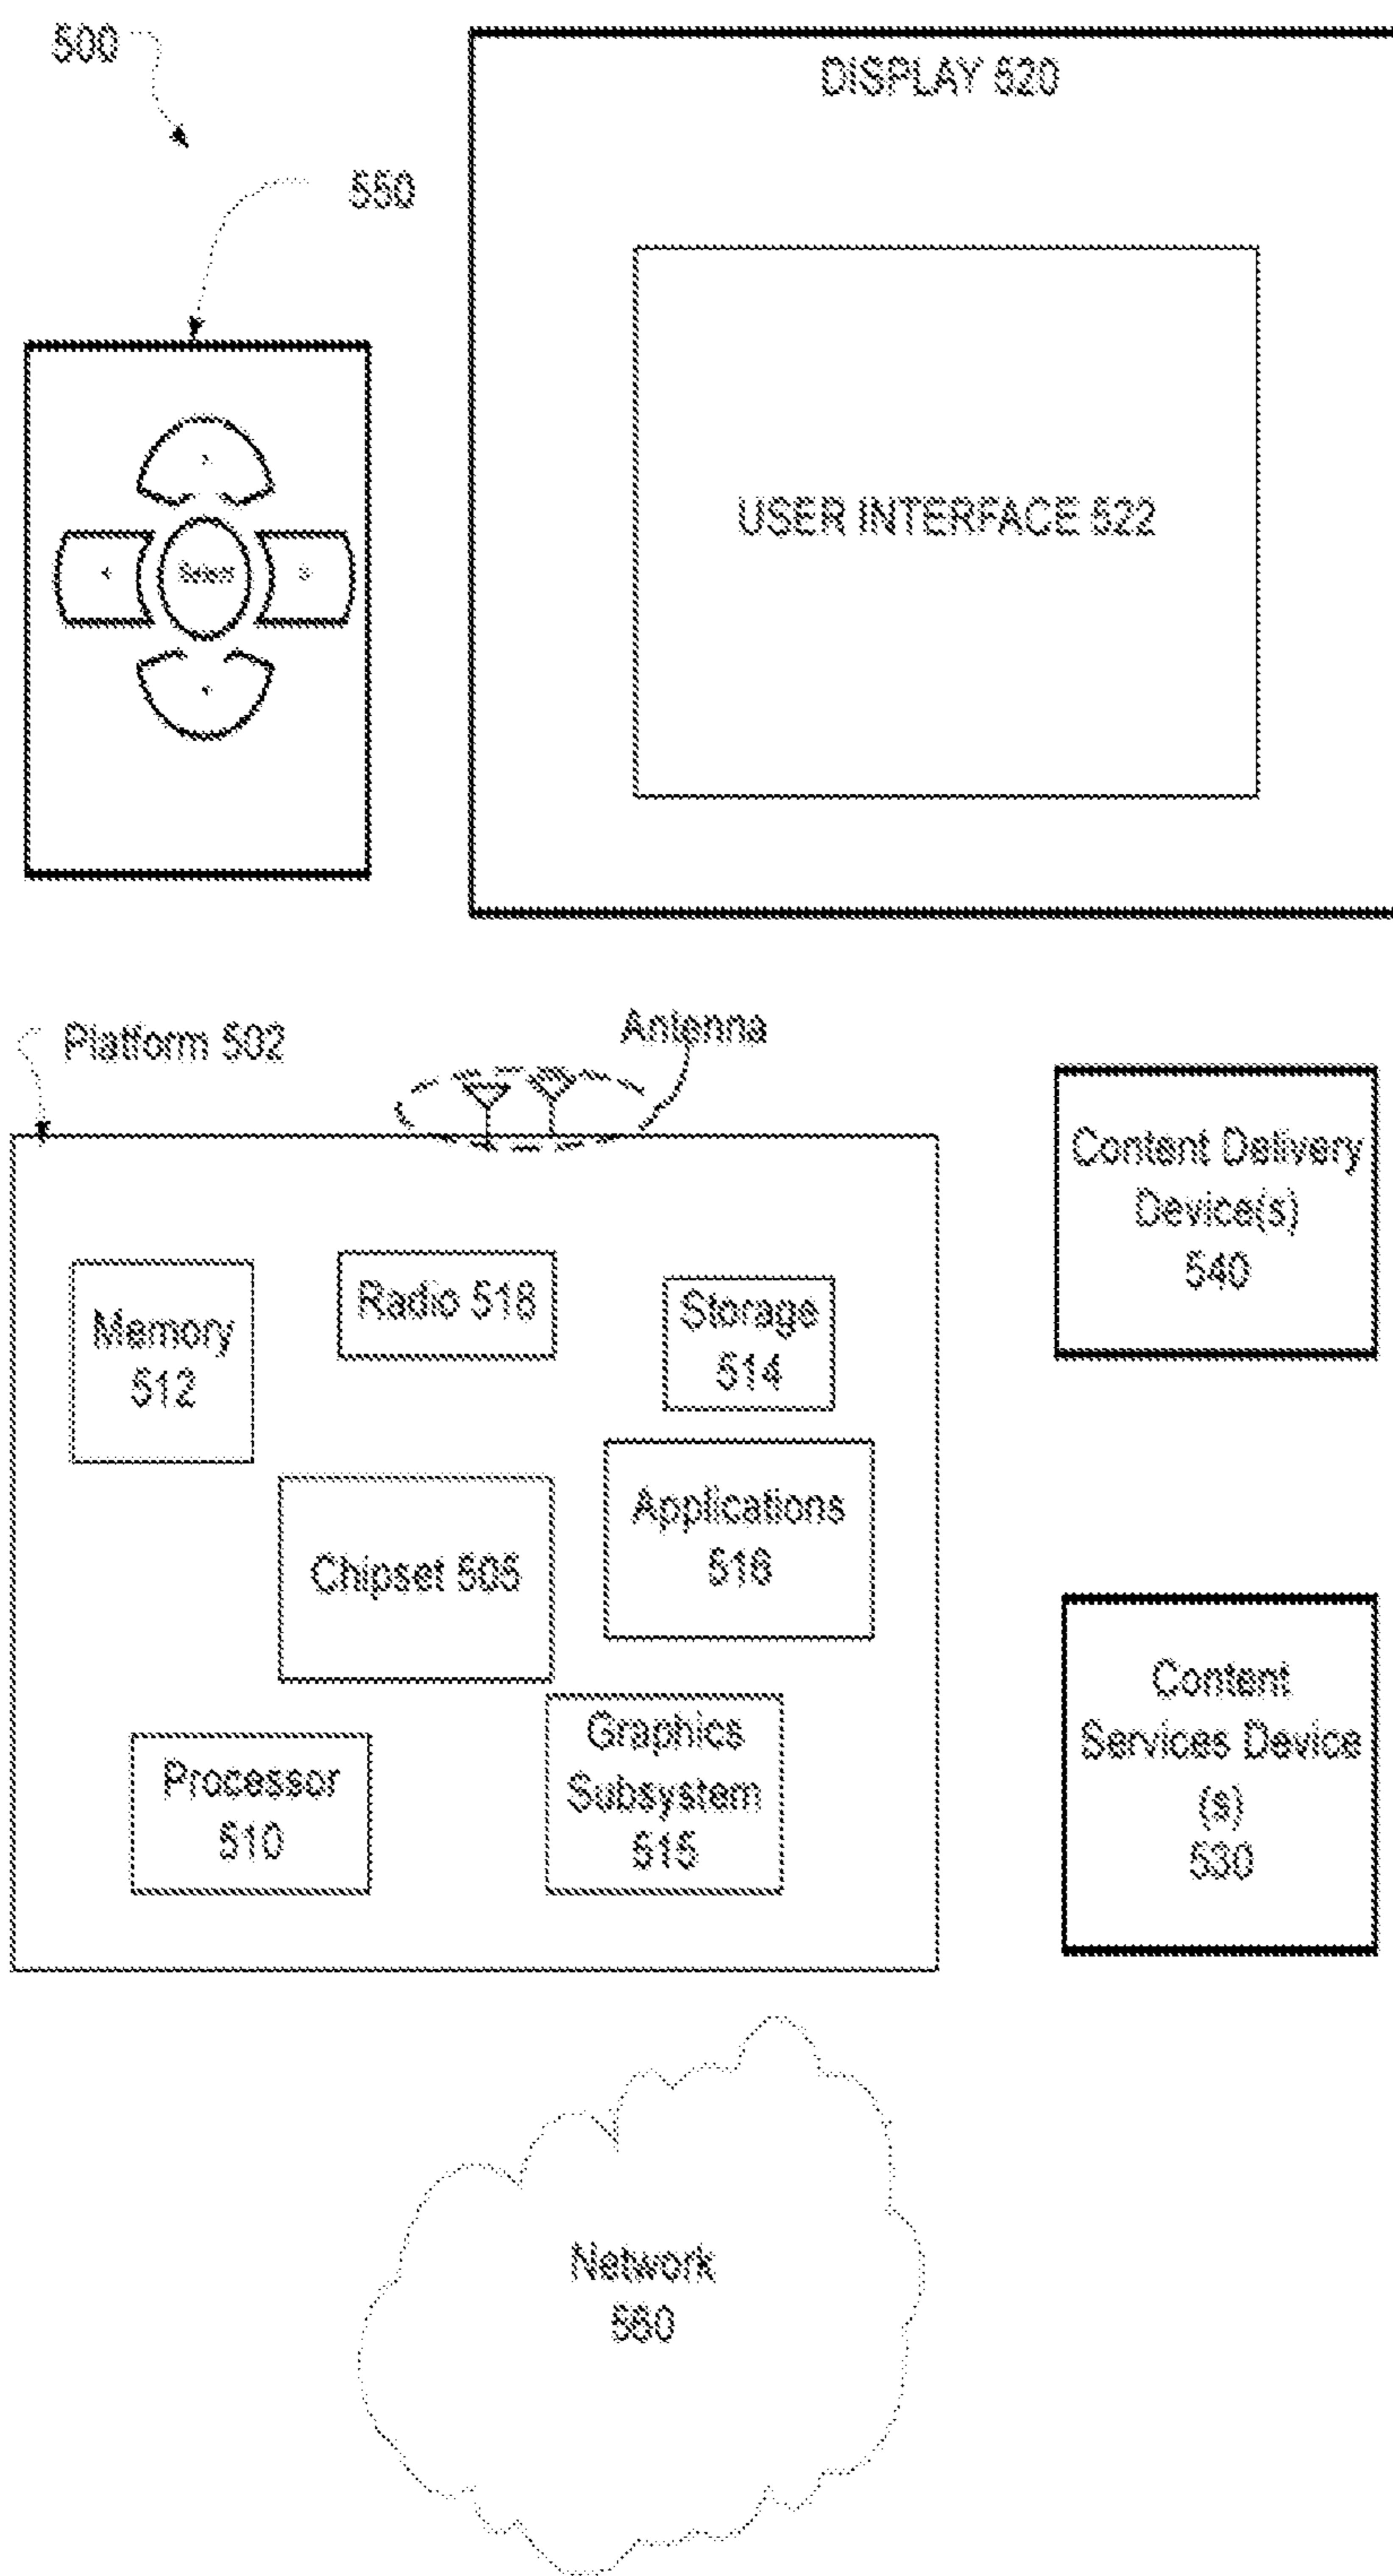 500
DISPLAY 520
550
USER INTERFACE 522
Select
Platform 502
Antenna
Content Delivery
Device(s)
540
Memory
512
Radio 518
Storage
514
Chipset 505
Applications
516
Processor
510
Graphics
Subsystem
515
Content
Services Device
(s)
530
Network
560